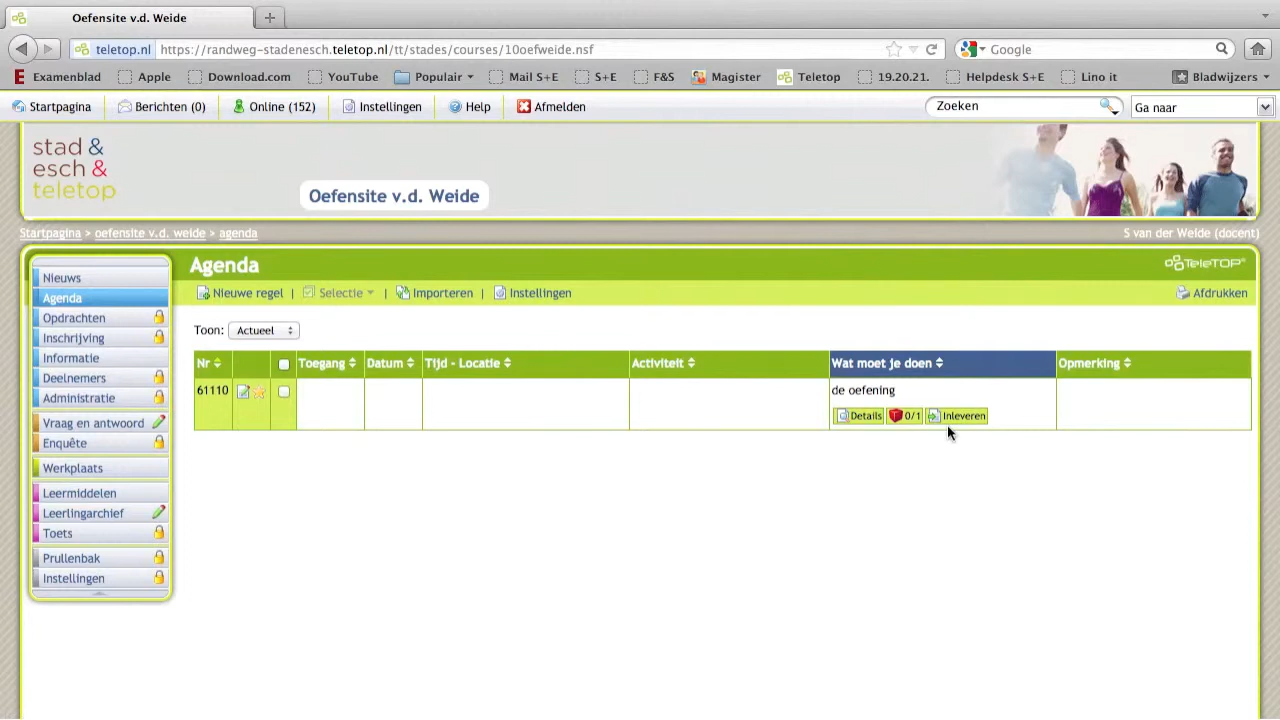 Oefensite v.d. Weide
teletop.nl https://randweg-stadenesch.teletop.nl/tt/stades/courses/10oefweide.nsf Google
Examenblad Apple Download.com YouTube Populair Mail S+E S+E F&S Magister Teletop 19.20.21. Helpdesk S+E Lion it Bladwijzers
Startpagina Berichten (0) Online (152) Instellingen Help Afmelden Zoeken Ga naar
stad &
esch &
teletop
Oefensite v.d. Weide
Startpagina > oefensite v.d. weide > agenda S van der Weide (docent)
Agenda TeleTOP
Nieuwe regel | Selectie | Importeren | Instellingen Afdrukken
Nieuws
Agenda
Opdrachten
Inschrijving
Informatie
Deelnemers
Administratie
Vraag en antwoord
Enquête
Werkplaats
Leermiddelen
Leerlingarchief
Toets
Prullenbak
Instellingen
Toon: Actueel
Nr Toegang Datum Tijd - Locatie Activiteit Wat moet je doen Opmerking
61110 de oefening
Details 0/1 Inleveren